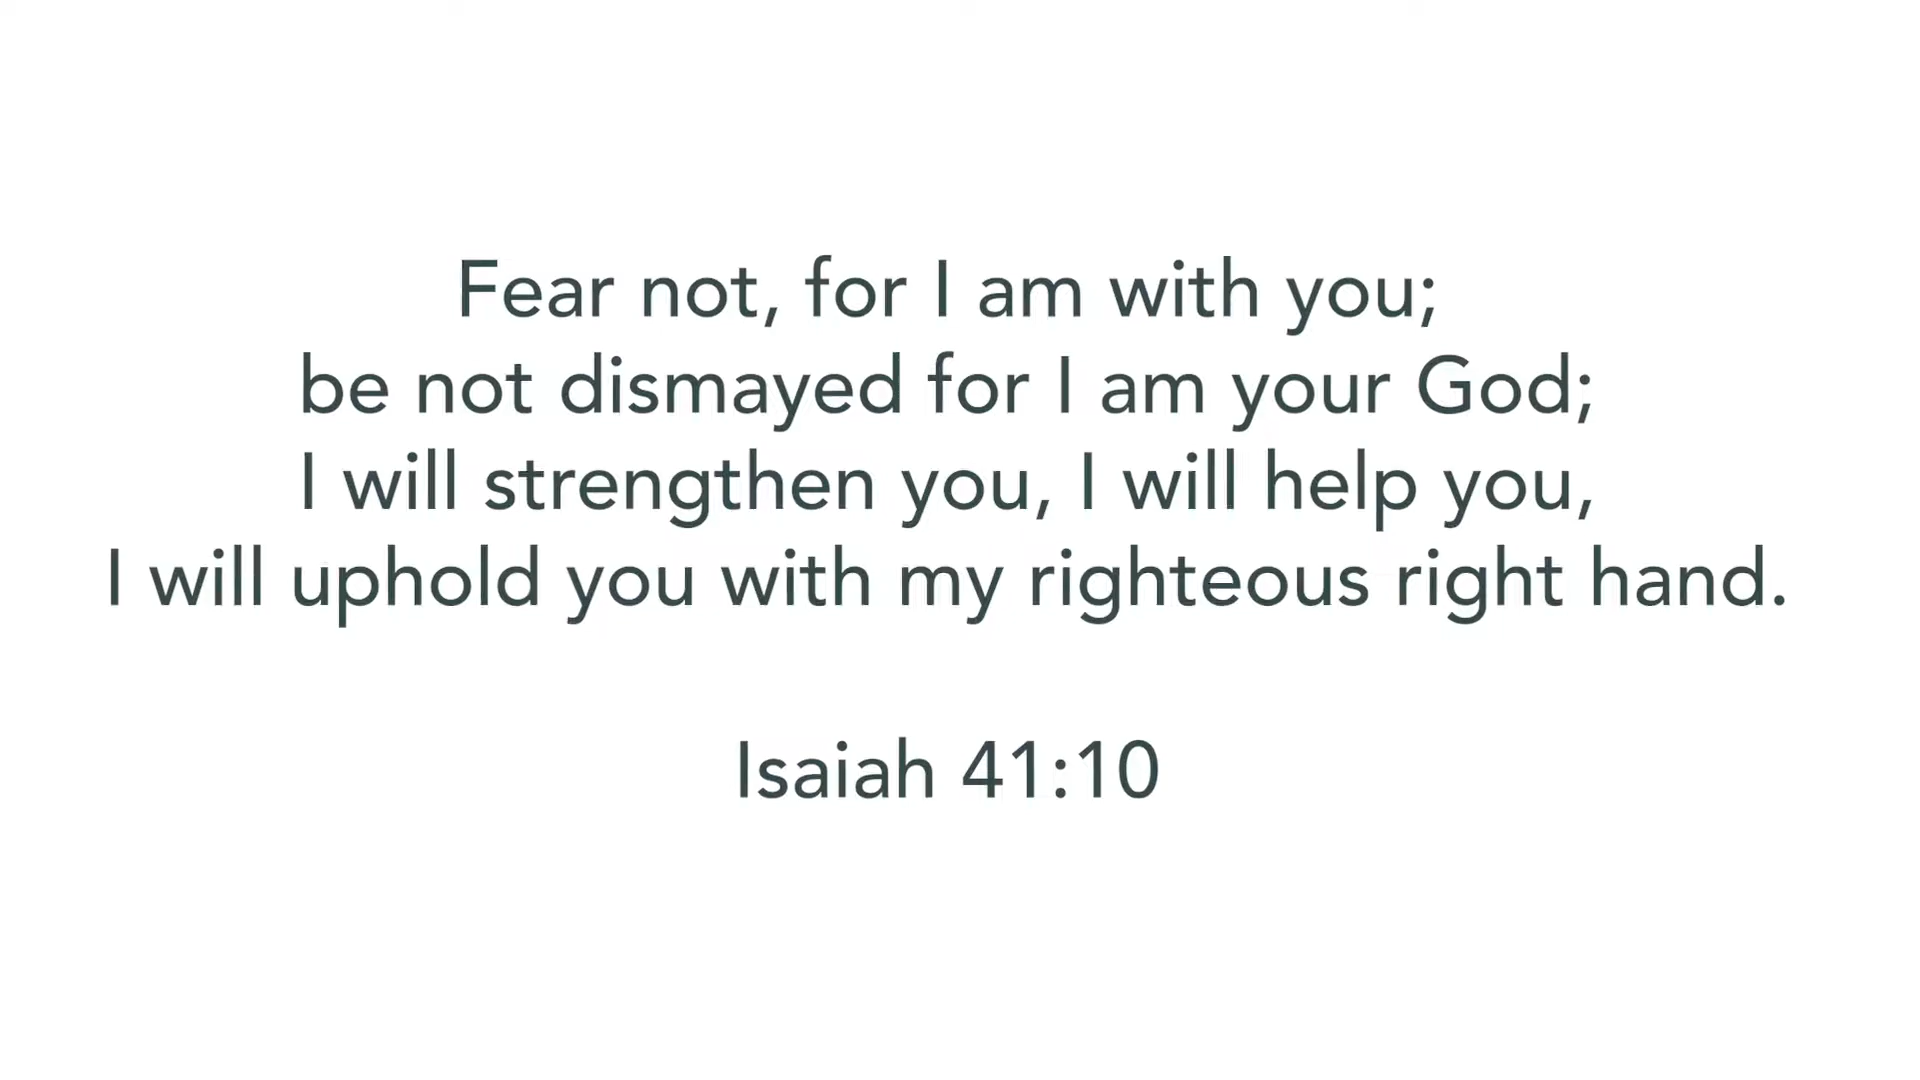 Fear not, for I am with you;
be not dismayed for I am your God;
I will strengthen you, I will help you,
I will uphold you with my righteous right hand.
Isaiah 41:10